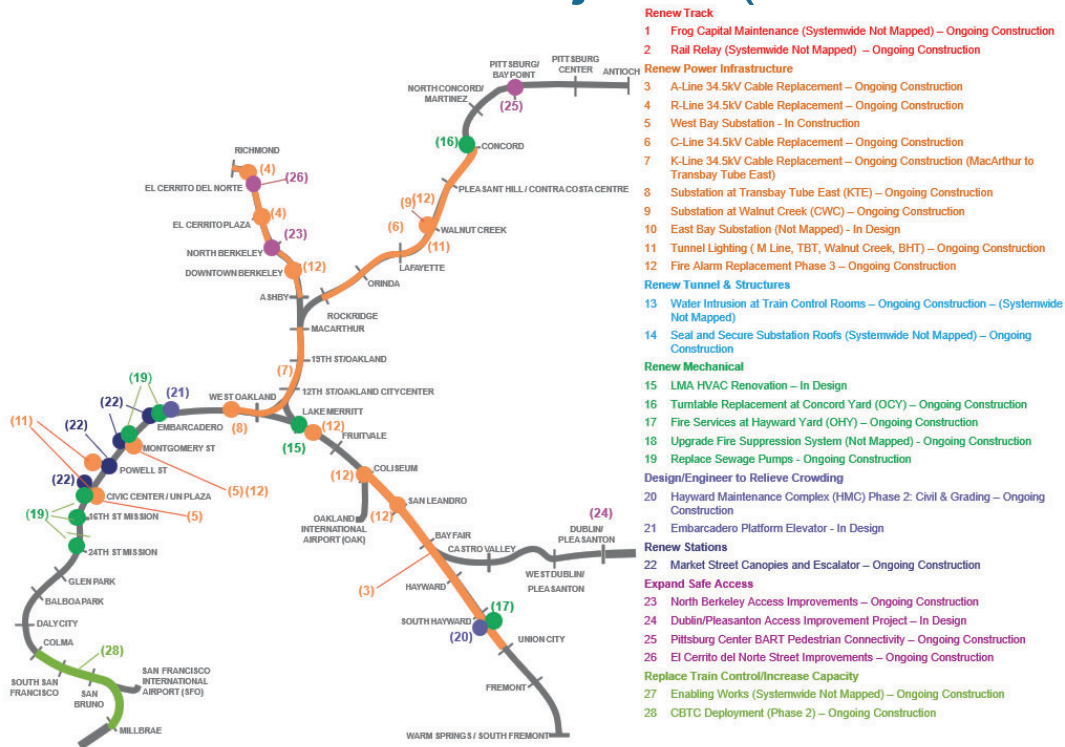 Renew Track
1 Frog Capital Maintenance (Systemwide Not Mapped) – Ongoing Construction
2 Rail Relay (Systemwide Not Mapped) – Ongoing Construction
Renew Power Infrastructure
3 A-Line 34.5kV Cable Replacement – Ongoing Construction
4 R-Line 34.5kV Cable Replacement – Ongoing Construction
5 West Bay Substation - In Construction
6 C-Line 34.5kV Cable Replacement – Ongoing Construction
7 K-Line 34.5kV Cable Replacement – Ongoing Construction (MacArthur to
Transbay Tube East)
8 Substation at Transbay Tube East (KTE) – Ongoing Construction
9 Substation at Walnut Creek (CWC) – Ongoing Construction
10 East Bay Substation (Not Mapped) - In Design
11 Tunnel Lighting ( M Line, TBT, Walnut Creek, BHT) – Ongoing Construction
12 Fire Alarm Replacement Phase 3 – Ongoing Construction
Renew Tunnel & Structures
13 Water Intrusion at Train Control Rooms – Ongoing Construction – (Systemwide
Not Mapped)
14 Seal and Secure Substation Roofs (Systemwide Not Mapped) – Ongoing
Construction
Renew Mechanical
15 LMA HVAC Renovation – In Design
16 Turntable Replacement at Concord Yard (OCY) – Ongoing Construction
17 Fire Services at Hayward Yard (OHY) – Ongoing Construction
18 Upgrade Fire Suppression System (Not Mapped) - Ongoing Construction
19 Replace Sewage Pumps - Ongoing Construction
Design/Engineer to Relieve Crowding
20 Hayward Maintenance Complex (HMC) Phase 2: Civil & Grading – Ongoing
Construction
21 Embarcadero Platform Elevator - In Design
Renew Stations
22 Market Street Canopies and Escalator – Ongoing Construction
Expand Safe Access
23 North Berkeley Access Improvements – Ongoing Construction
24 Dublin/Pleasanton Access Improvement Project – In Design
25 Pittsburg Center BART Pedestrian Connectivity – Ongoing Construction
26 El Cerrito del Norte Street Improvements – Ongoing Construction
Replace Train Control/Increase Capacity
27 Enabling Works (Systemwide Not Mapped) – Ongoing Construction
28 CBTC Deployment (Phase 2) – Ongoing Construction
PITTSBURG/
BAY POINT
PITTSBURG
CENTER
ANTIOCH
NORTH CONCORD/
MARTINEZ
(25)
(16)
CONCORD
RICHMOND
(4)
(26)
EL CERRITO DEL NORTE
PLEASANT HILL / CONTRA COSTA CENTRE
(12)
(9)
(4)
EL CERRITO PLAZA
(6)
WALNUT CREEK
(23)
(11)
NORTH BERKELEY
LAFAYETTE
(12)
DOWNTOWN BERKELEY
ORINDA
ASHBY
ROCKRIDGE
MACARTHUR
19TH ST/OAKLAND
(7)
(19)
(21)
12TH ST/OAKLAND CITY CENTER
WEST OAKLAND
(22)
LAKE MERRITT
(8)
EMBARCADERO
(12)
(15)
FRUITVALE
(11)
(22)
MONTGOMERY ST
POWELL ST
COLISEUM
(12)
(22)
(5) (12)
CIVIC CENTER / UN PLAZA
(5)
SAN LEANDRO
(12)
(19)
16TH ST MISSION
OAKLAND
INTERNATIONAL
AIRPORT (OAK)
(24)
DUBLIN/
PLEASANTON
BAY FAIR
CASTRO VALLEY
24TH ST MISSION
WEST DUBLIN/
PLEASANTON
GLEN PARK
HAYWARD
(3)
BALBOA PARK
(17)
SOUTH HAYWARD
(20)
DALY CITY
UNION CITY
COLMA
(28)
SOUTH SAN
FRANCISCO
SAN
BRUNO
SAN FRANCISCO
INTERNATIONAL
AIRPORT (SFO)
FREMONT
MILLBRAE
WARM SPRINGS / SOUTH FREMONT